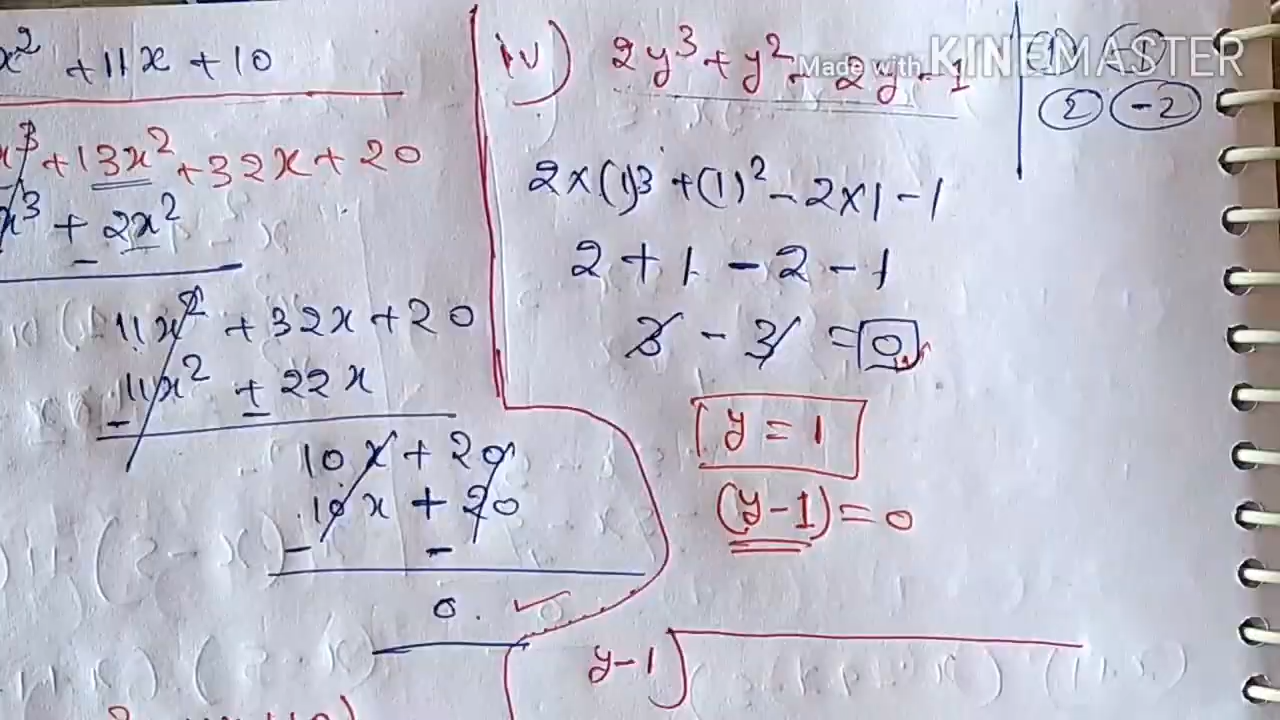 x² + 11x + 10
x³ + 13x² + 32x + 20
x³ + 2x²
-
11x² + 32x + 20
11x² + 22x
- -
10x + 20
10x + 20
- -
0.
iv) 2y³ + y² - 2y - 1
Made with KINEMASTER
2 -2
2×(1)3 + (1)² - 2×1 - 1
2 + 1 - 2 - 1
3 - 3 = 0
y = 1
(y-1) = 0
y-1